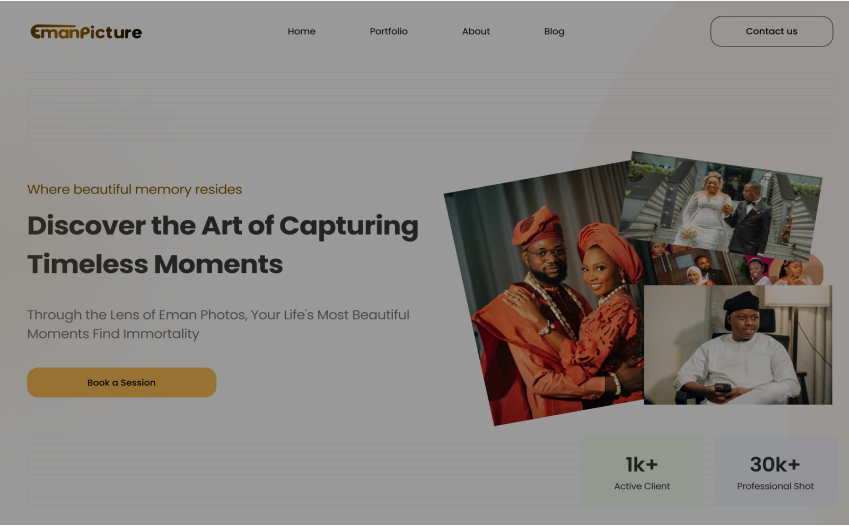 EmanPicture
Home Portfolio About Blog Contact us
Where beautiful memory resides
Discover the Art of Capturing
Timeless Moments
Through the Lens of Eman Photos, Your Life's Most Beautiful
Moments Find Immortality
Book a Session
1k+ 30k+
Active Client Professional Shot